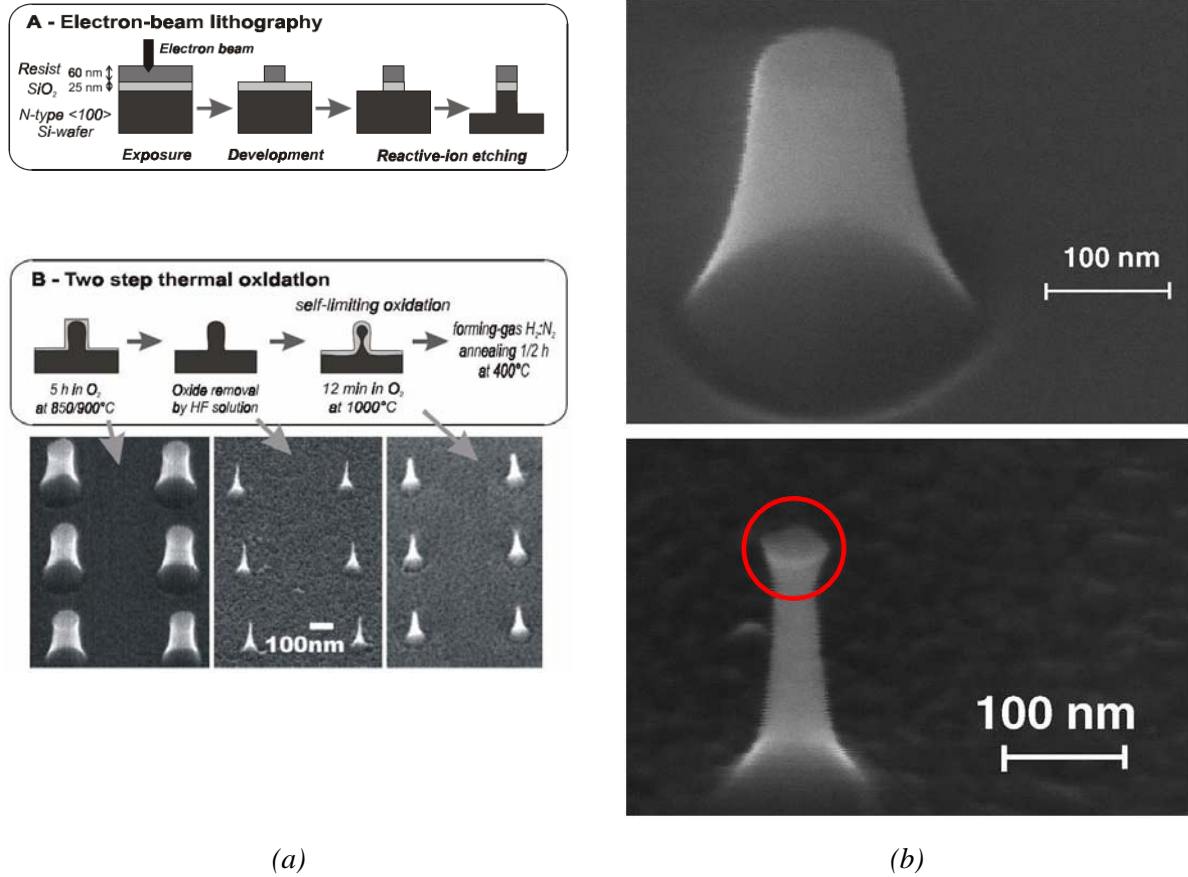 A - Electron-beam lithography
Electron beam
Resist 60 nm
SiO₂ 25 nm
N-type <100>
Si-wafer
Exposure Development Reactive-ion etching
B - Two step thermal oxidation
self-limiting oxidation
forming-gas H₂:N₂
annealing 1/2 h
at 400°C
5 h in O₂
at 850/900°C
Oxide removal
by HF solution
12 min in O₂
at 1000°C
100nm
100 nm
100 nm
(a) (b)